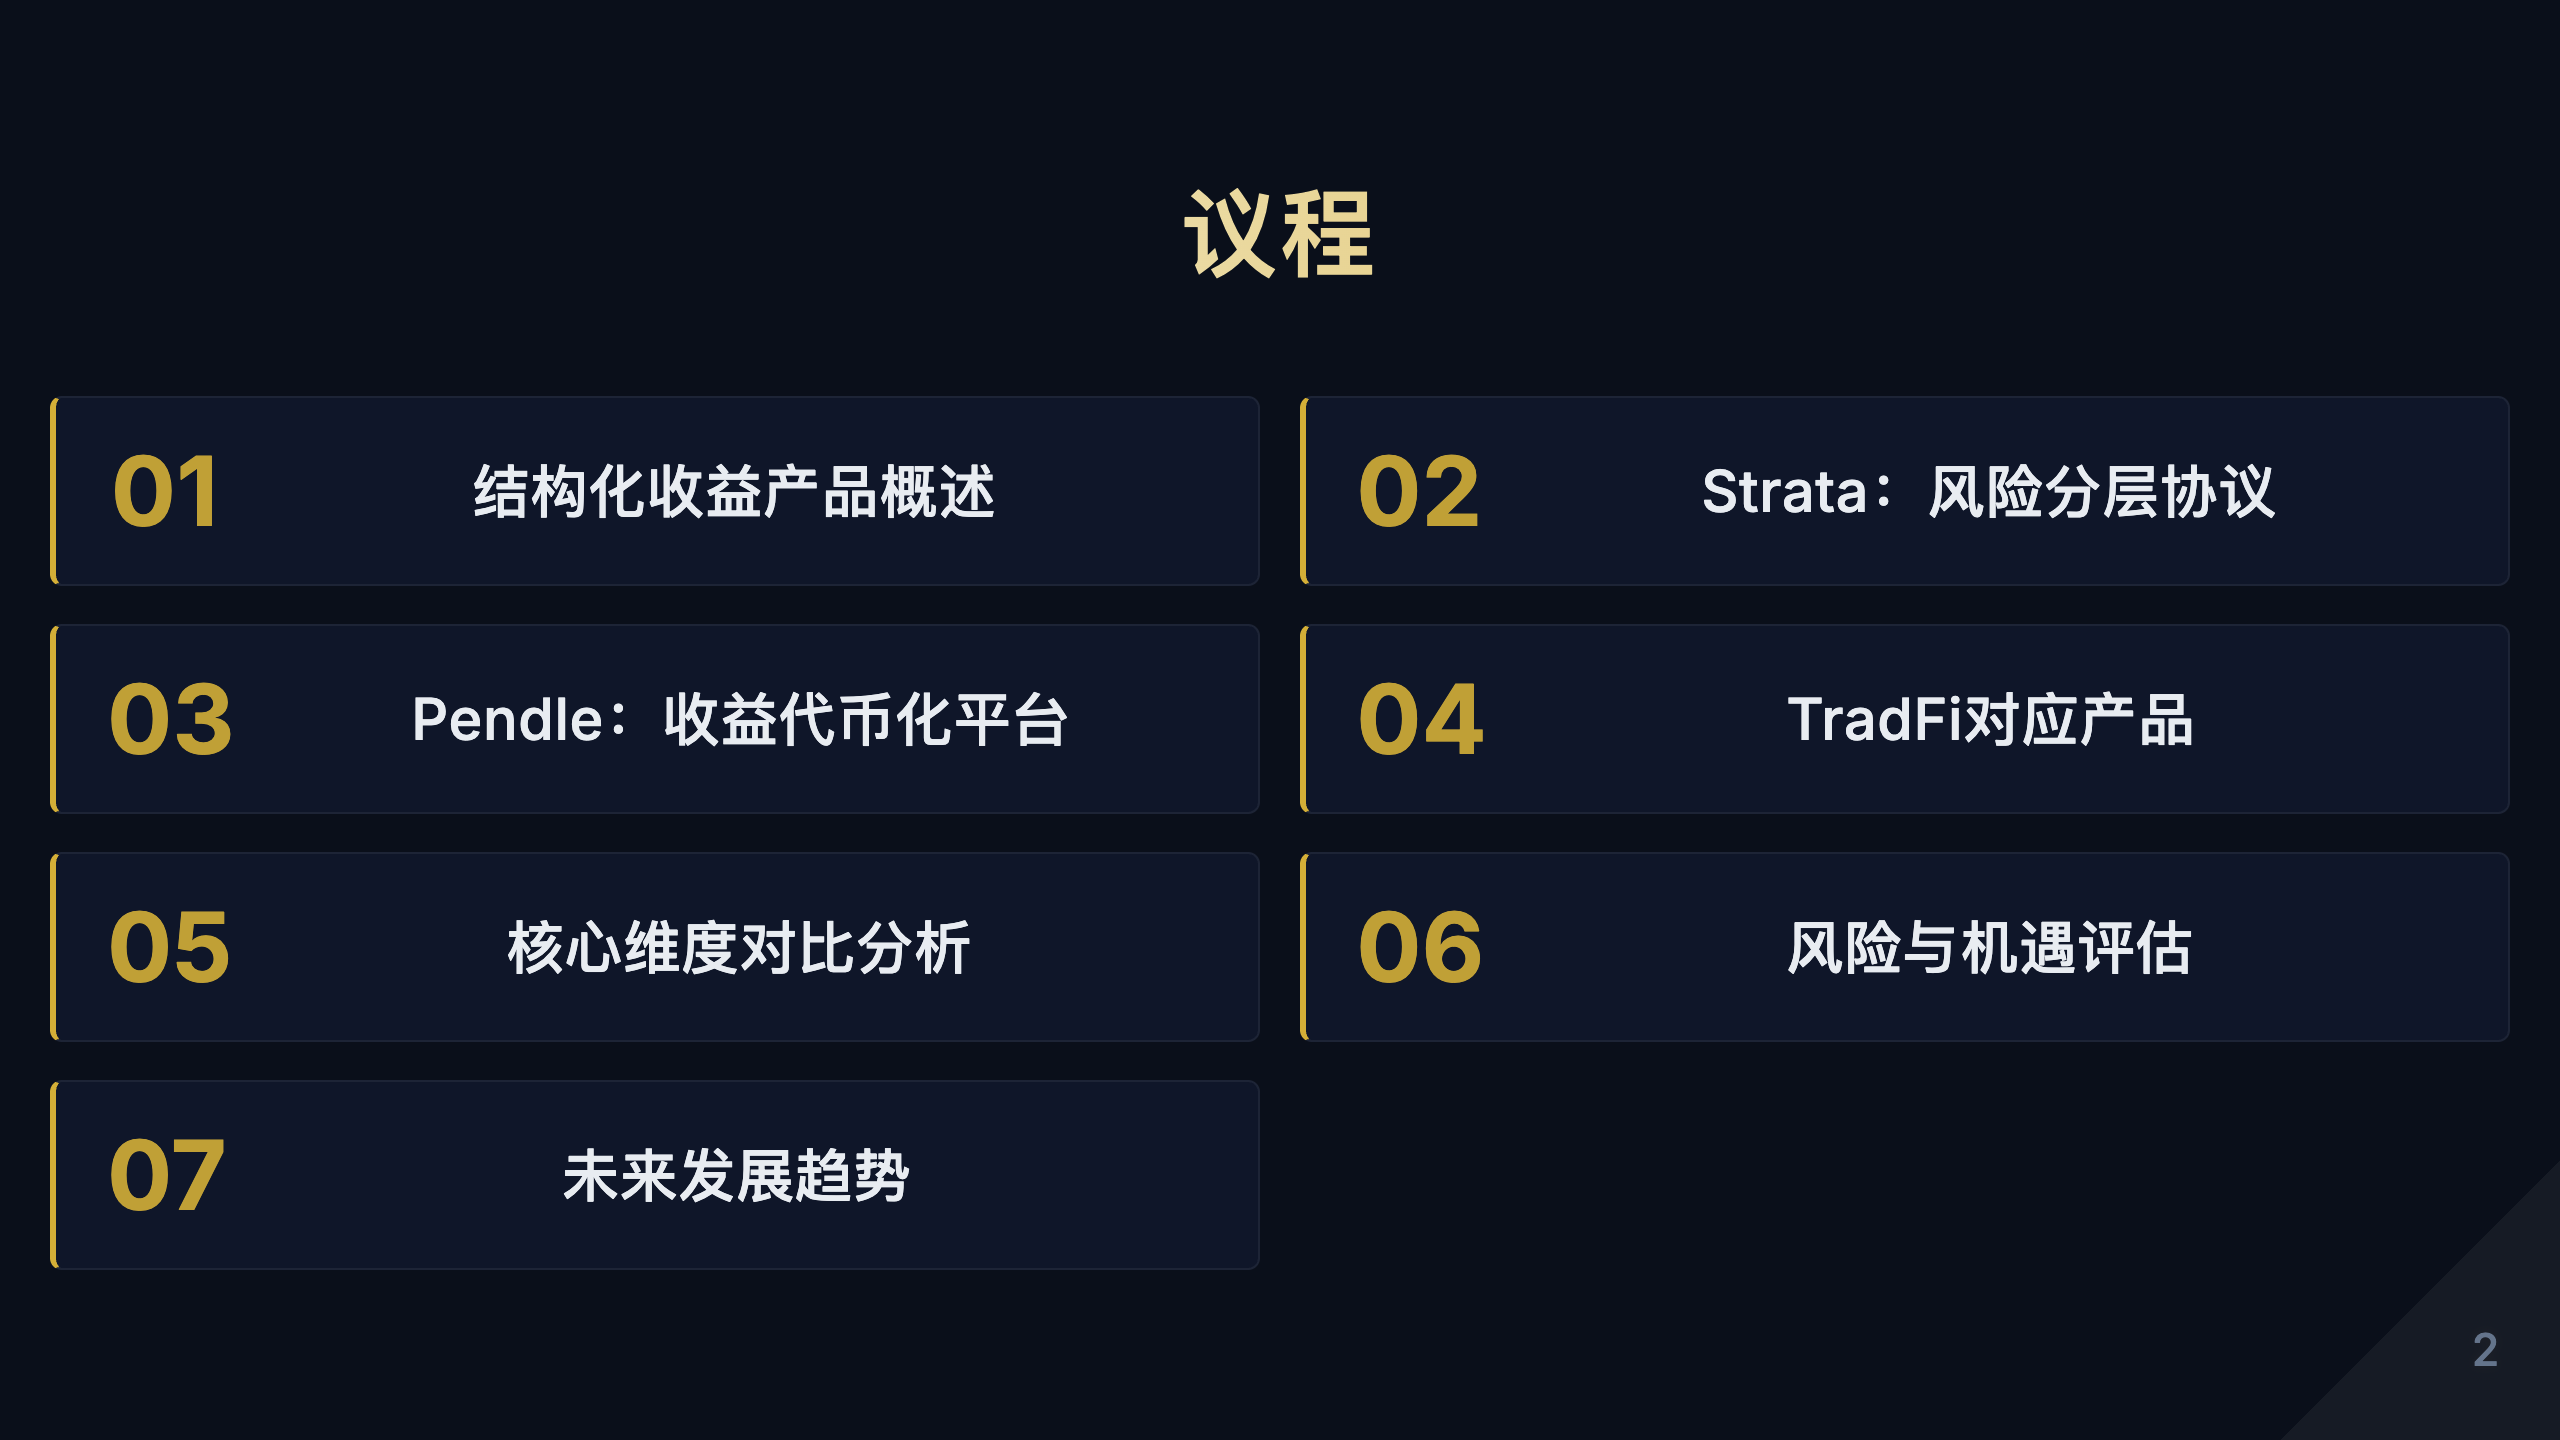 议程
01
结构化收益产品概述
02
Strata：风险分层协议
03
Pendle：收益代币化平台
04
TradFi对应产品
05
核心维度对比分析
06
风险与机遇评估
07
未来发展趋势
2